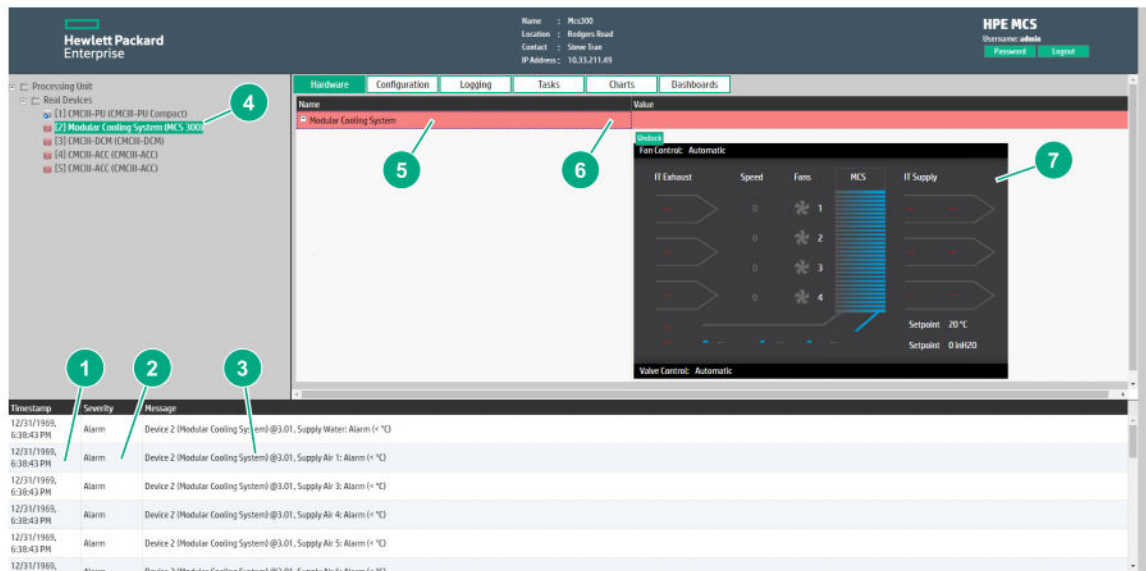 Hewlett Packard
Enterprise
Name : Mcs300
Location : Rodgers Road
Contact : Steve Tran
IP Address : 10.33.211.49
HPE MCS
Username: admin
Password Logout
Processing Unit
Real Devices
[1] CMCIII-PU (CMCIII-PU Compact)
[2] Modular Cooling System (MCS 300)
[3] CMCIII-DCM (CMCIII-DCM)
[4] CMCIII-ACC (CMCIII-ACC)
[5] CMCIII-ACC (CMCIII-ACC)
4
Hardware Configuration Logging Tasks Charts Dashboards
Name Value
Modular Cooling System
5
6
7
Undock
Fan Control: Automatic
IT Exhaust Speed Fans MCS IT Supply
0 1
0 2
0 3
0 4
Setpoint 20 °C
Setpoint 0 inH2O
Valve Control: Automatic
1
2
3
Timestamp Severity Message
12/31/1969,
6:38:43 PM Alarm Device 2 (Modular Cooling System) @3.01, Supply Water: Alarm (< °C)
12/31/1969,
6:38:43 PM Alarm Device 2 (Modular Cooling System) @3.01, Supply Air 1: Alarm (< °C)
12/31/1969,
6:38:43 PM Alarm Device 2 (Modular Cooling System) @3.01, Supply Air 3: Alarm (< °C)
12/31/1969,
6:38:43 PM Alarm Device 2 (Modular Cooling System) @3.01, Supply Air 4: Alarm (< °C)
12/31/1969,
6:38:43 PM Alarm Device 2 (Modular Cooling System) @3.01, Supply Air 5: Alarm (< °C)
12/31/1969,